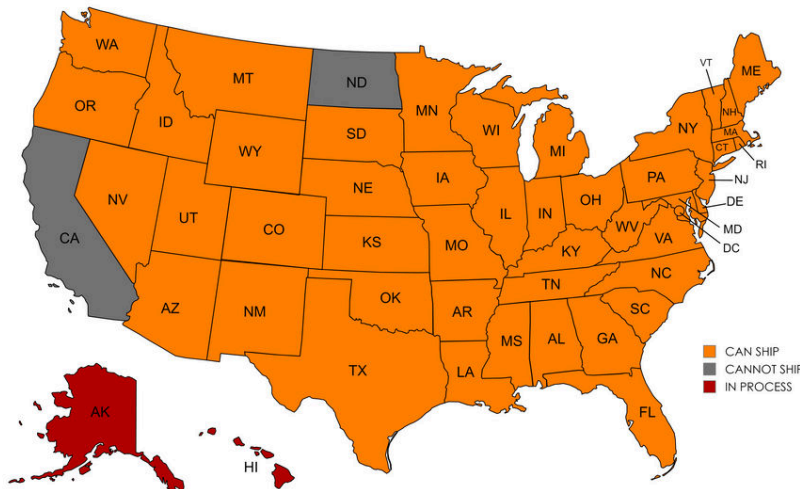 WA
MT
ND
MN
VT
ME
OR
ID
SD
WI
MI
NY
NH
MA
CT
RI
WY
IA
PA
NJ
NV
UT
NE
IL
IN
OH
DE
CA
CO
KS
MO
WV
VA
MD
DC
KY
AZ
NM
OK
AR
TN
NC
SC
TX
LA
MS
AL
GA
FL
AK
HI
CAN SHIP
CANNOT SHIP
IN PROCESS